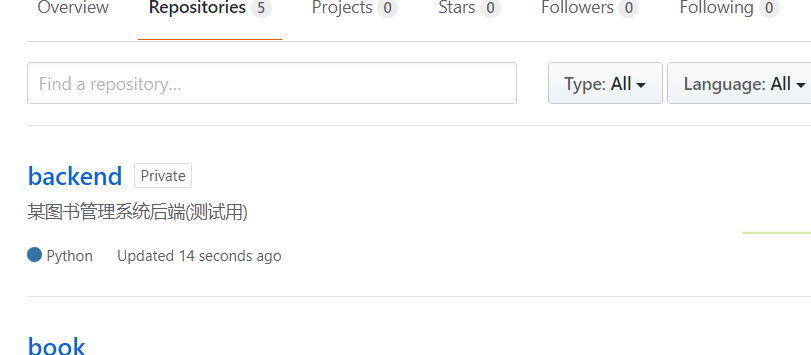 Overview Repositories 5 Projects 0 Stars 0 Followers 0 Following 0
Find a repository... Type: All Language: All
backend Private
某图书管理系统后端(测试用)
Python Updated 14 seconds ago
book